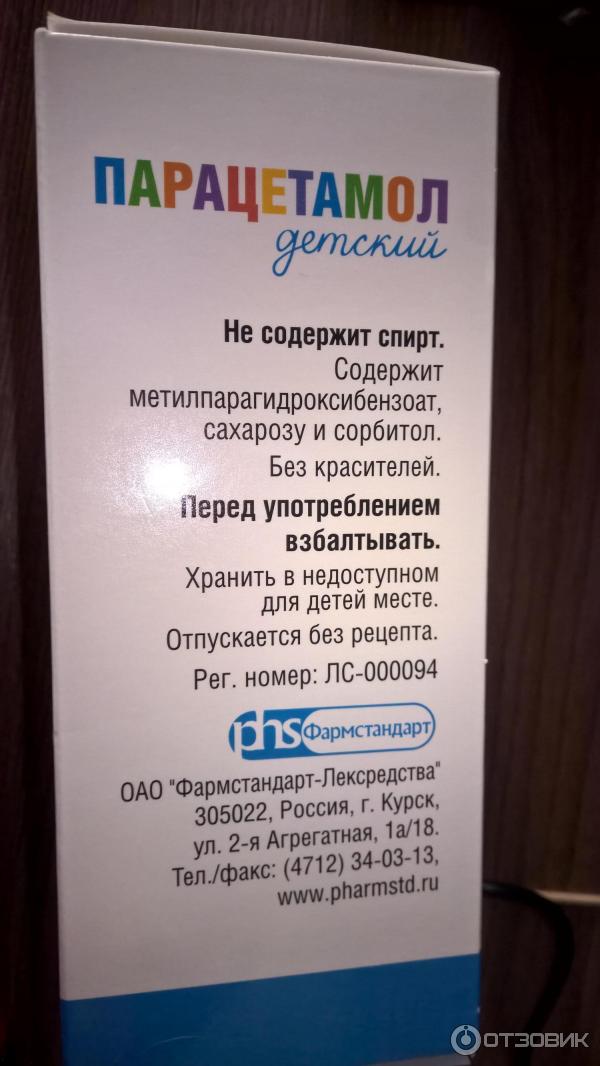 ПАРАЦЕТАМОЛ
детский
Не содержит спирт.
Содержит
метилпарагидроксибензоат,
сахарозу и сорбитол.
Без красителей.
Перед употреблением
взбалтывать.
Хранить в недоступном
для детей месте.
Отпускается без рецепта.
Рег. номер: ЛС-000094
phs Фармстандарт
ОАО "Фармстандарт-Лексредства"
305022, Россия, г. Курск,
ул. 2-я Агрегатная, 1а/18.
Тел./факс: (4712) 34-03-13,
www.pharmstd.ru
ОТЗОВИК